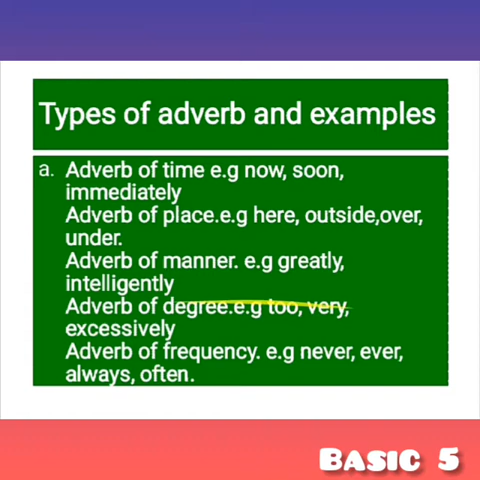 Types of adverb and examples
a. Adverb of time e.g now, soon,
immediately
Adverb of place.e.g here, outside,over,
under.
Adverb of manner. e.g greatly,
intelligently
Adverb of degree.e.g too, very,
excessively
Adverb of frequency. e.g never, ever,
always, often.
Basic 5